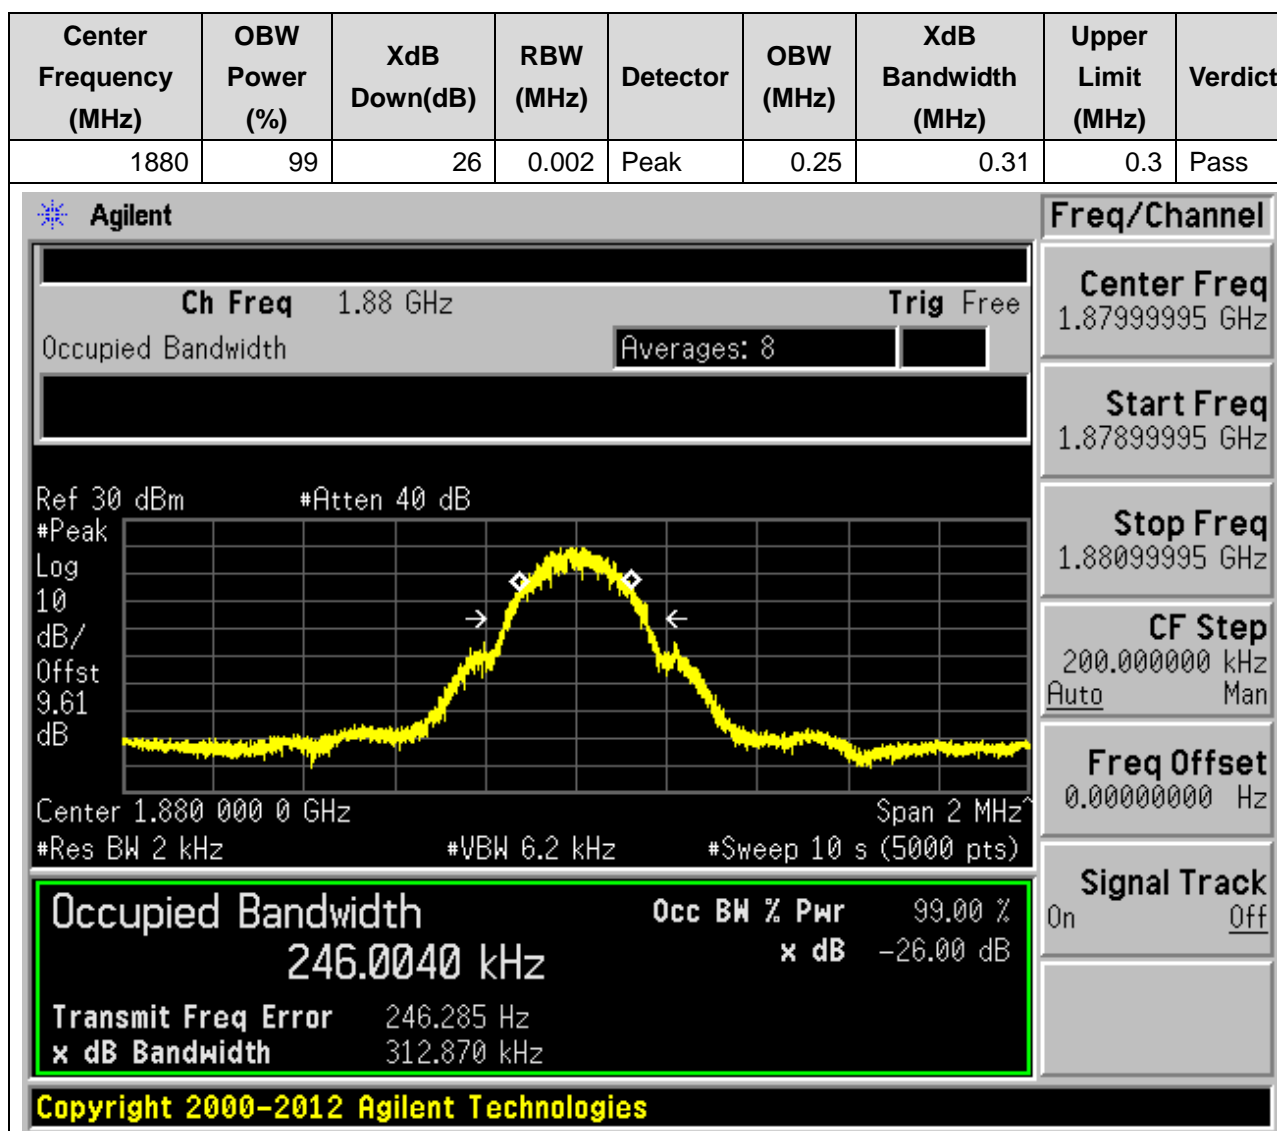 Center Frequency (MHz) OBW Power (%) XdB Down(dB) RBW (MHz) Detector OBW (MHz) XdB Bandwidth (MHz) Upper Limit (MHz) Verdict
1880 99 26 0.002 Peak 0.25 0.31 0.3 Pass
Agilent
Freq/Channel
Ch Freq 1.88 GHz Trig Free
Occupied Bandwidth Averages: 8
Center Freq
1.87999995 GHz
Start Freq
1.87899995 GHz
Stop Freq
1.88099995 GHz
CF Step
200.000000 kHz
Auto Man
Freq Offset
0.00000000 Hz
Signal Track
On Off
Ref 30 dBm #Atten 40 dB
#Peak
Log
10
dB/
Offst
9.61
dB
Center 1.880 000 0 GHz Span 2 MHz^
#Res BW 2 kHz #VBW 6.2 kHz #Sweep 10 s (5000 pts)
Occupied Bandwidth Occ BW % Pwr 99.00 %
246.0040 kHz x dB -26.00 dB
Transmit Freq Error 246.285 Hz
x dB Bandwidth 312.870 kHz
Copyright 2000-2012 Agilent Technologies